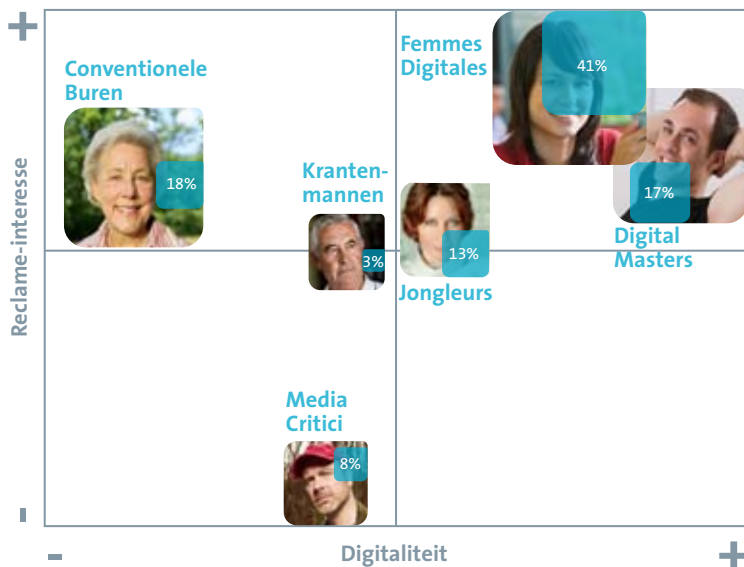 +
Conventionele
Buren
18%
Femmes
Digitales
41%
Kranten-
mannen
3%
17%
Digital
Masters
13%
Jongleurs
Reclame-interesse
Media
Critici
8%
-
-
Digitaliteit
+